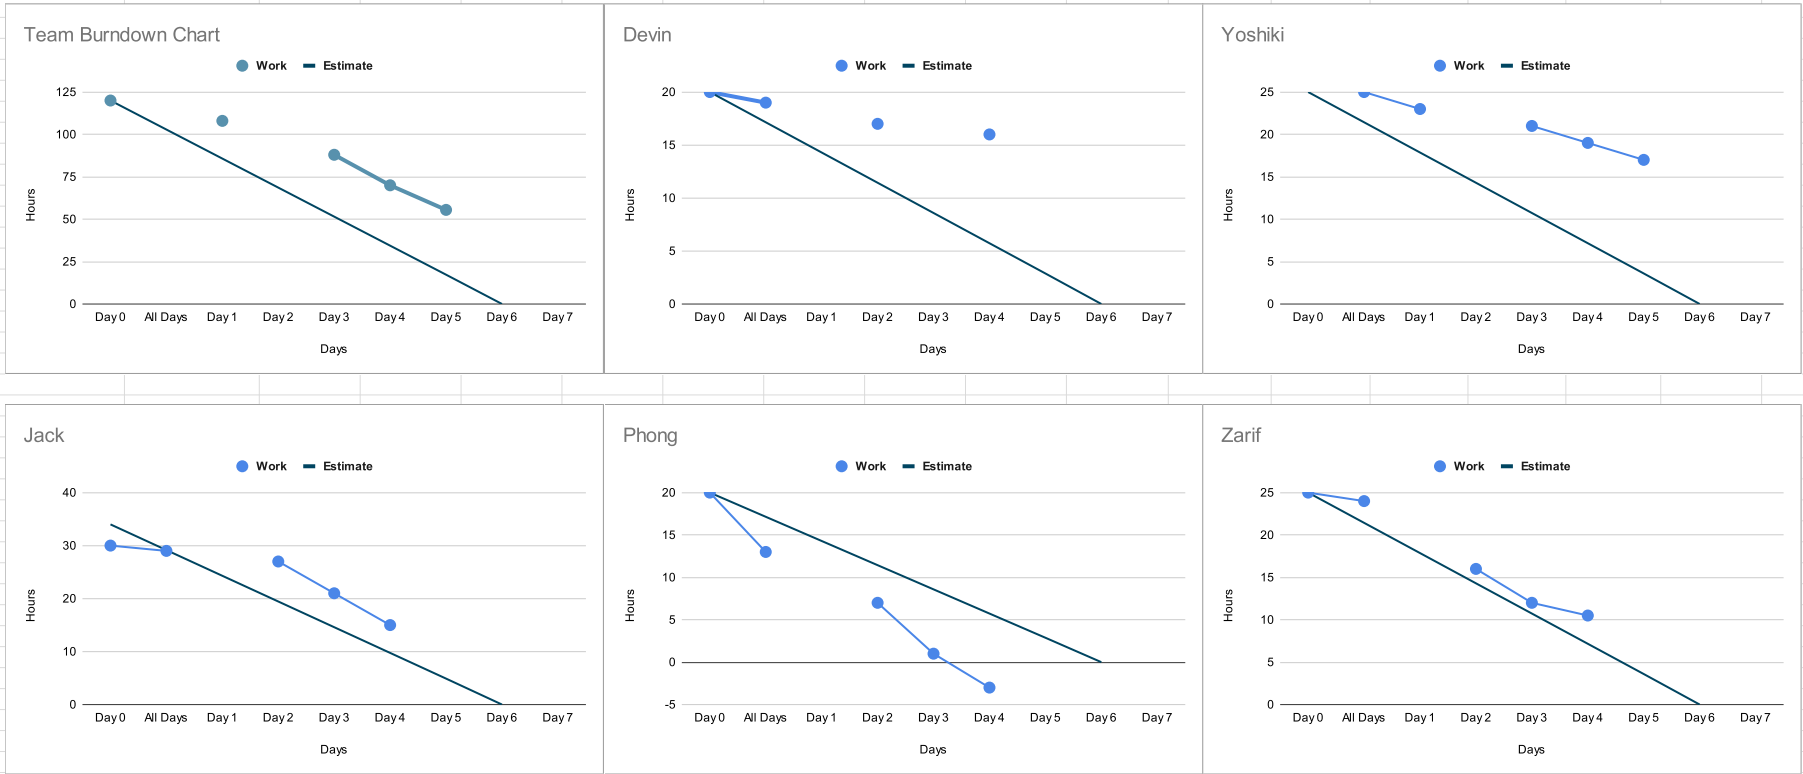 Team Burndown Chart
Work Estimate
125
100
75
50
25
0
Hours
Day 0 All Days Day 1 Day 2 Day 3 Day 4 Day 5 Day 6 Day 7
Days
Devin
Work Estimate
20
15
10
5
0
Hours
Day 0 All Days Day 1 Day 2 Day 3 Day 4 Day 5 Day 6 Day 7
Days
Yoshiki
Work Estimate
25
20
15
10
5
0
Hours
Day 0 All Days Day 1 Day 2 Day 3 Day 4 Day 5 Day 6 Day 7
Days
Jack
Work Estimate
40
30
20
10
0
Hours
Day 0 All Days Day 1 Day 2 Day 3 Day 4 Day 5 Day 6 Day 7
Days
Phong
Work Estimate
20
15
10
5
0
-5
Hours
Day 0 All Days Day 1 Day 2 Day 3 Day 4 Day 5 Day 6 Day 7
Days
Zarif
Work Estimate
25
20
15
10
5
0
Hours
Day 0 All Days Day 1 Day 2 Day 3 Day 4 Day 5 Day 6 Day 7
Days